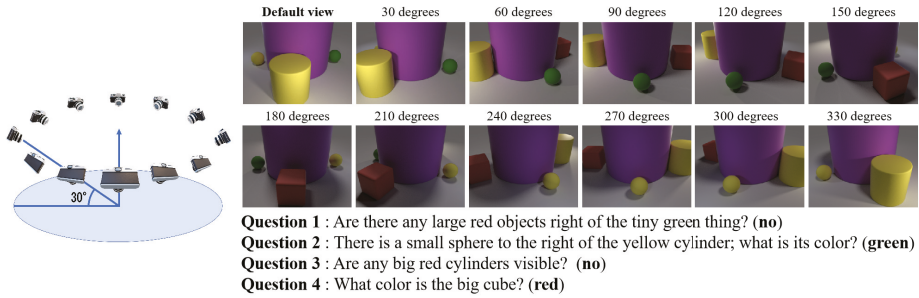 Default view 30 degrees 60 degrees 90 degrees 120 degrees 150 degrees
180 degrees 210 degrees 240 degrees 270 degrees 300 degrees 330 degrees
30°
Question 1 : Are there any large red objects right of the tiny green thing? (no)
Question 2 : There is a small sphere to the right of the yellow cylinder; what is its color? (green)
Question 3 : Are any big red cylinders visible? (no)
Question 4 : What color is the big cube? (red)